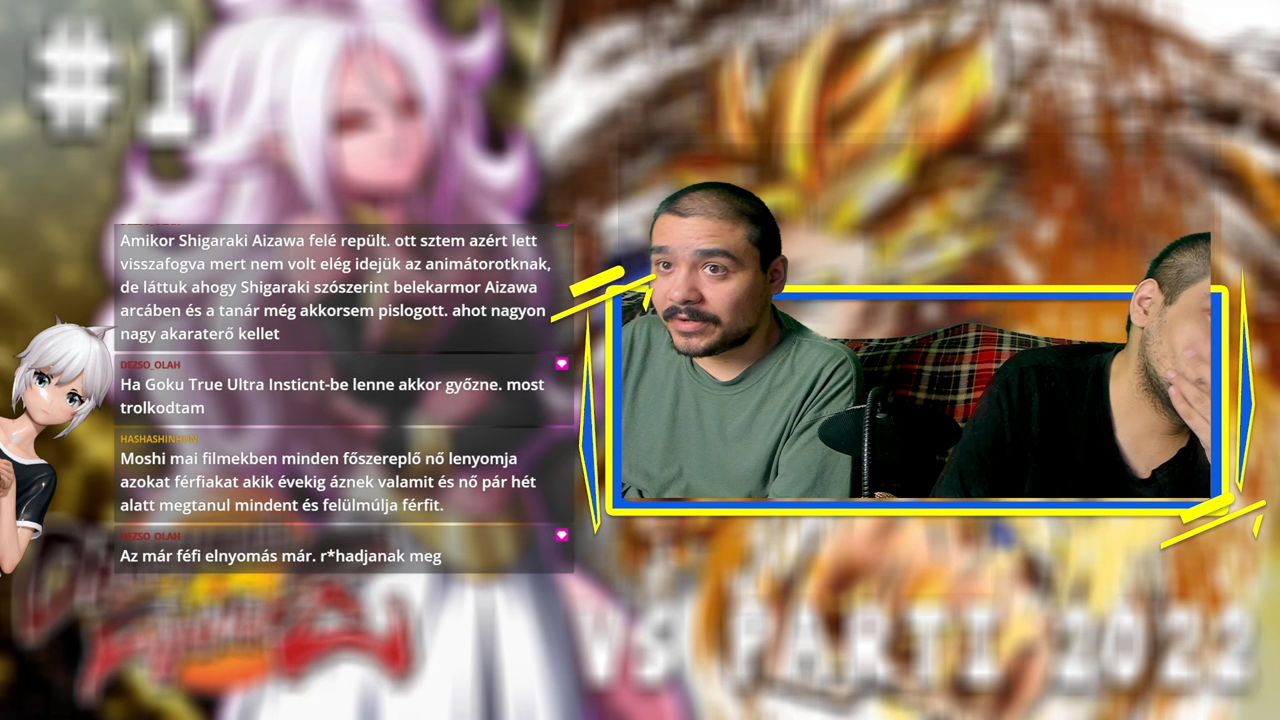 #1
Amikor Shigaraki Aizawa felé repült. ott sztem azért lett
visszafogva mert nem volt elég idejük az animátorotknak,
de láttuk ahogy Shigaraki szószerint belekarmor Aizawa
arcában és a tanár még akkorsem pislogott. ahot nagyon
nagy akaraterő kellet
DEZSO_OLAH
Ha Goku True Ultra Insticnt-be lenne akkor győzne. most
trolkodtam
Moshi mai filmekben minden főszereplő nő lenyomja
azokat férfiakat akik évekig áznek valamit és nő pár hét
alatt megtanul mindent és felülmúlja férfit.
DEZSO_OLAH
Az már féfi elnyomás már. r*hadjanak meg
VS PARTI 2022